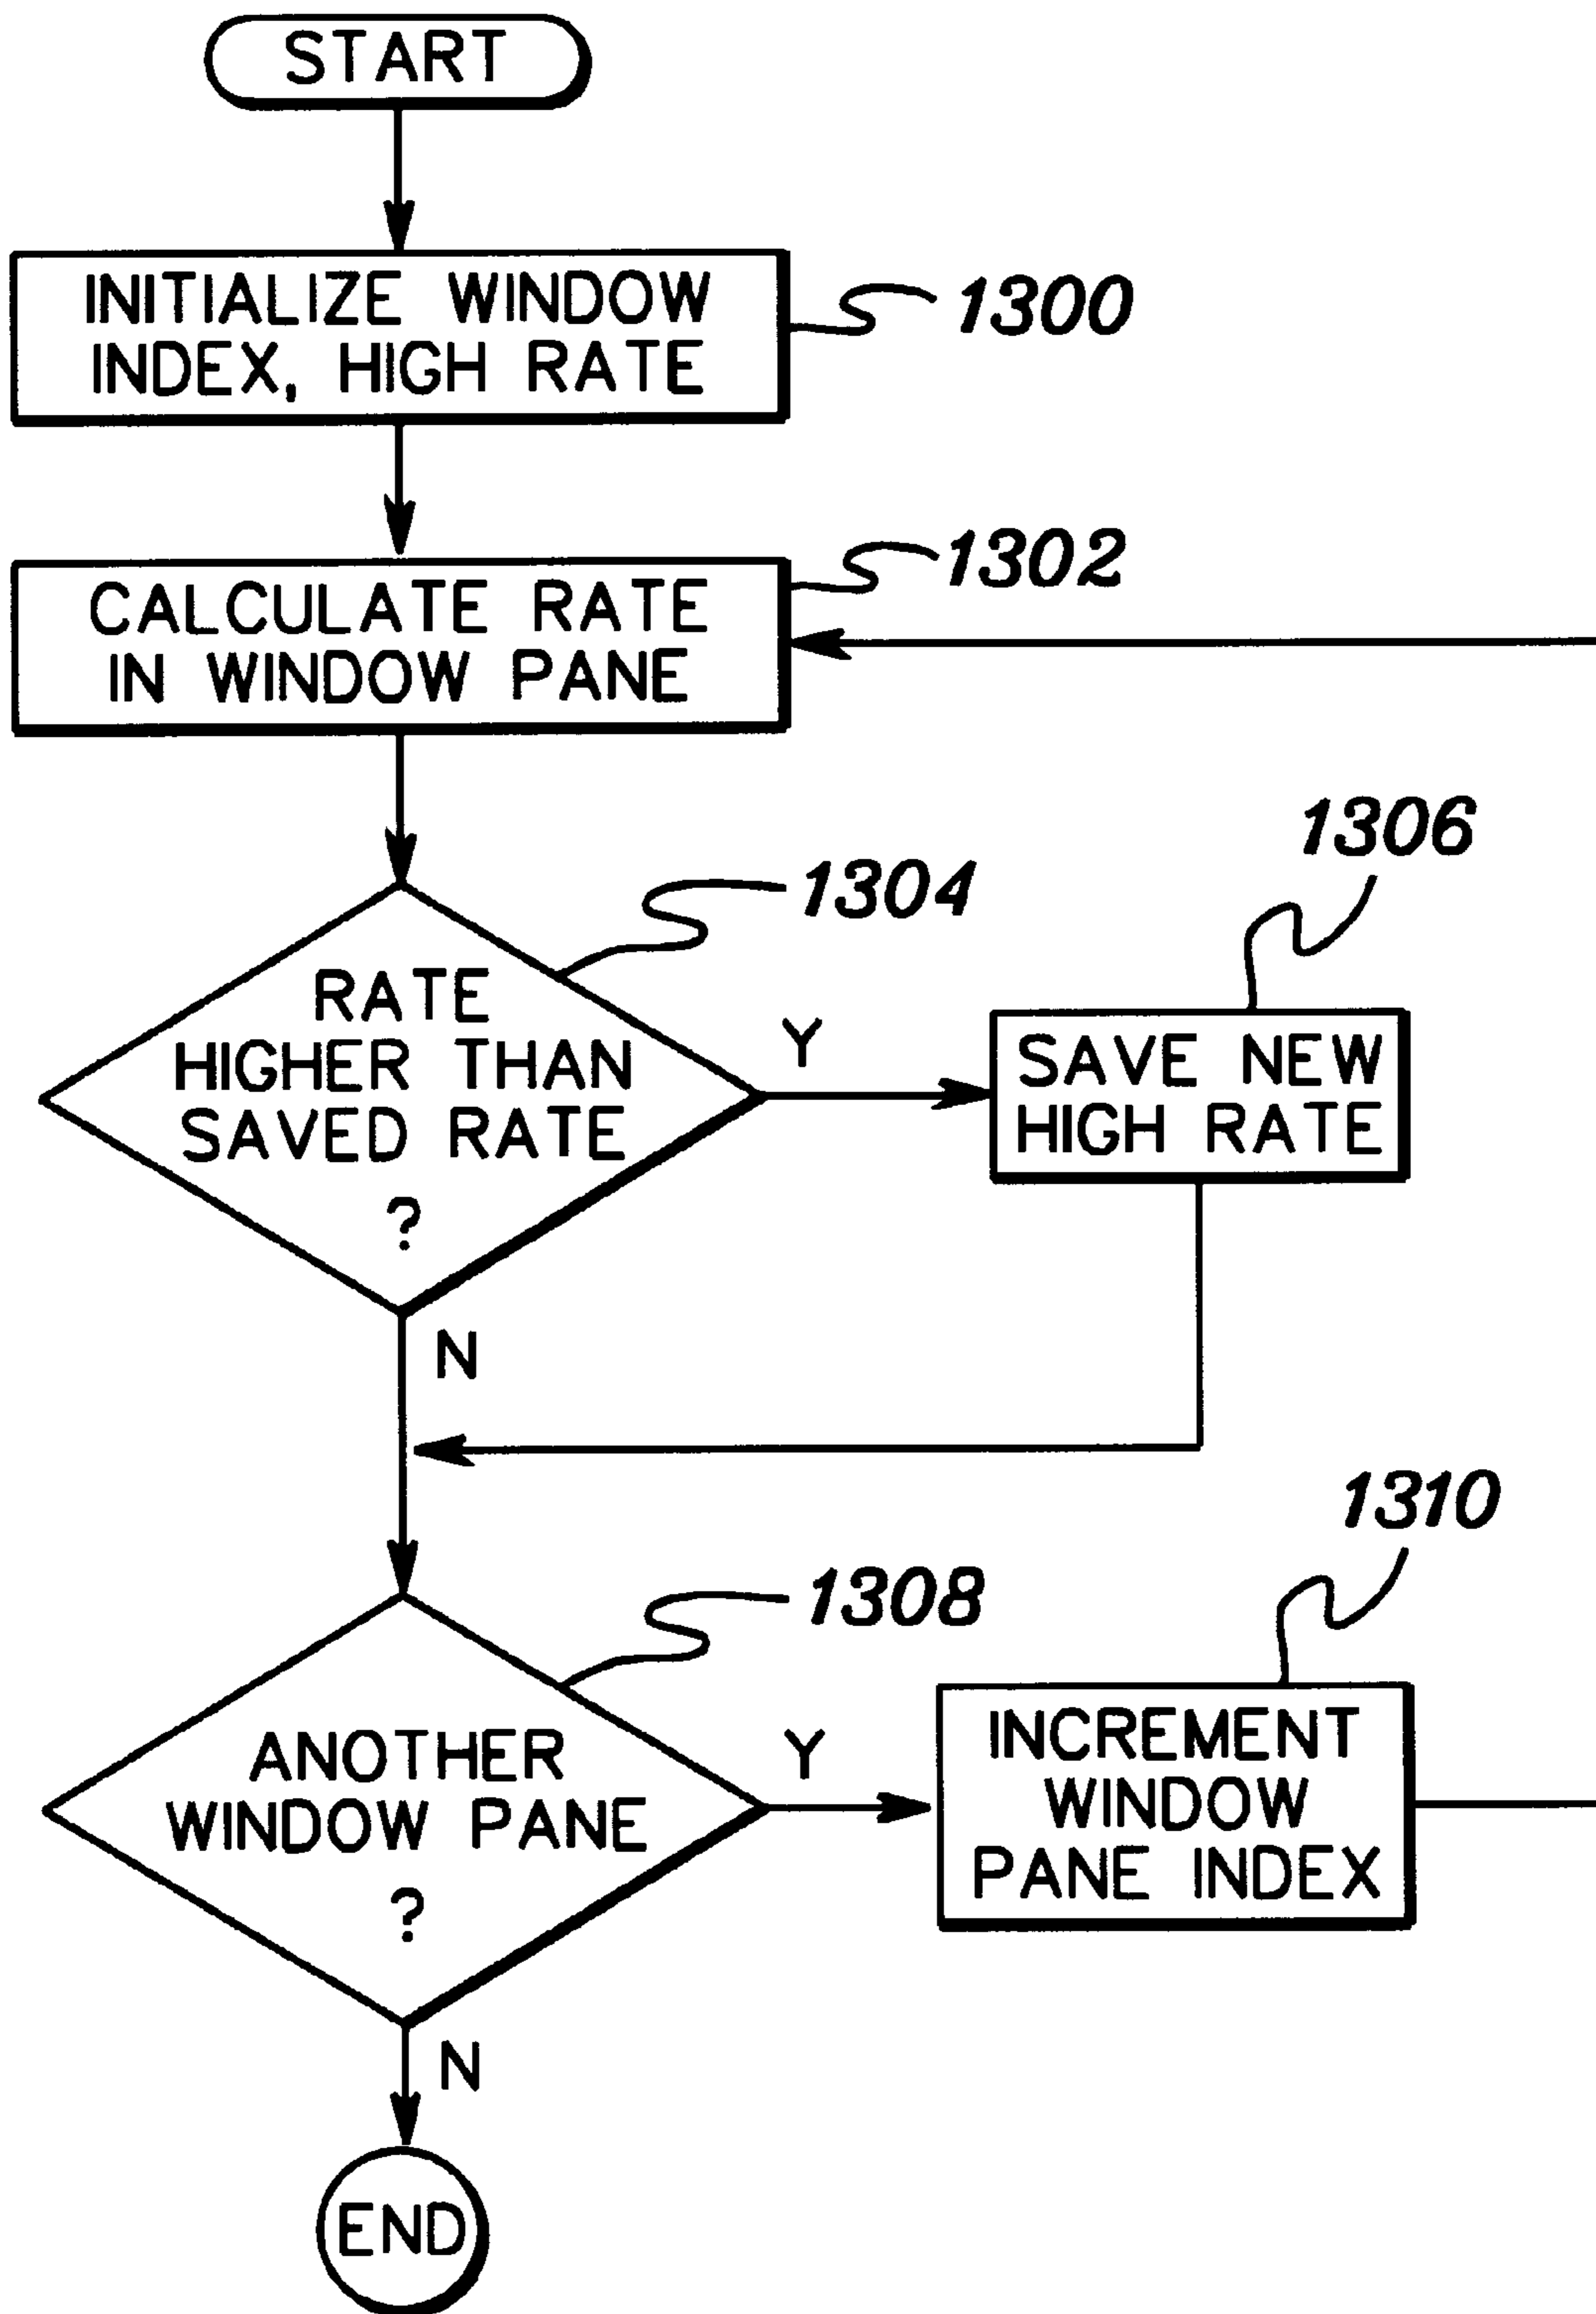 START
INITIALIZE WINDOW
INDEX, HIGH RATE
1300
CALCULATE RATE
IN WINDOW PANE
1302
RATE
HIGHER THAN
SAVED RATE
?
1304
Y
SAVE NEW
HIGH RATE
1306
N
ANOTHER
WINDOW PANE
?
1308
Y
INCREMENT
WINDOW
PANE INDEX
1310
N
END